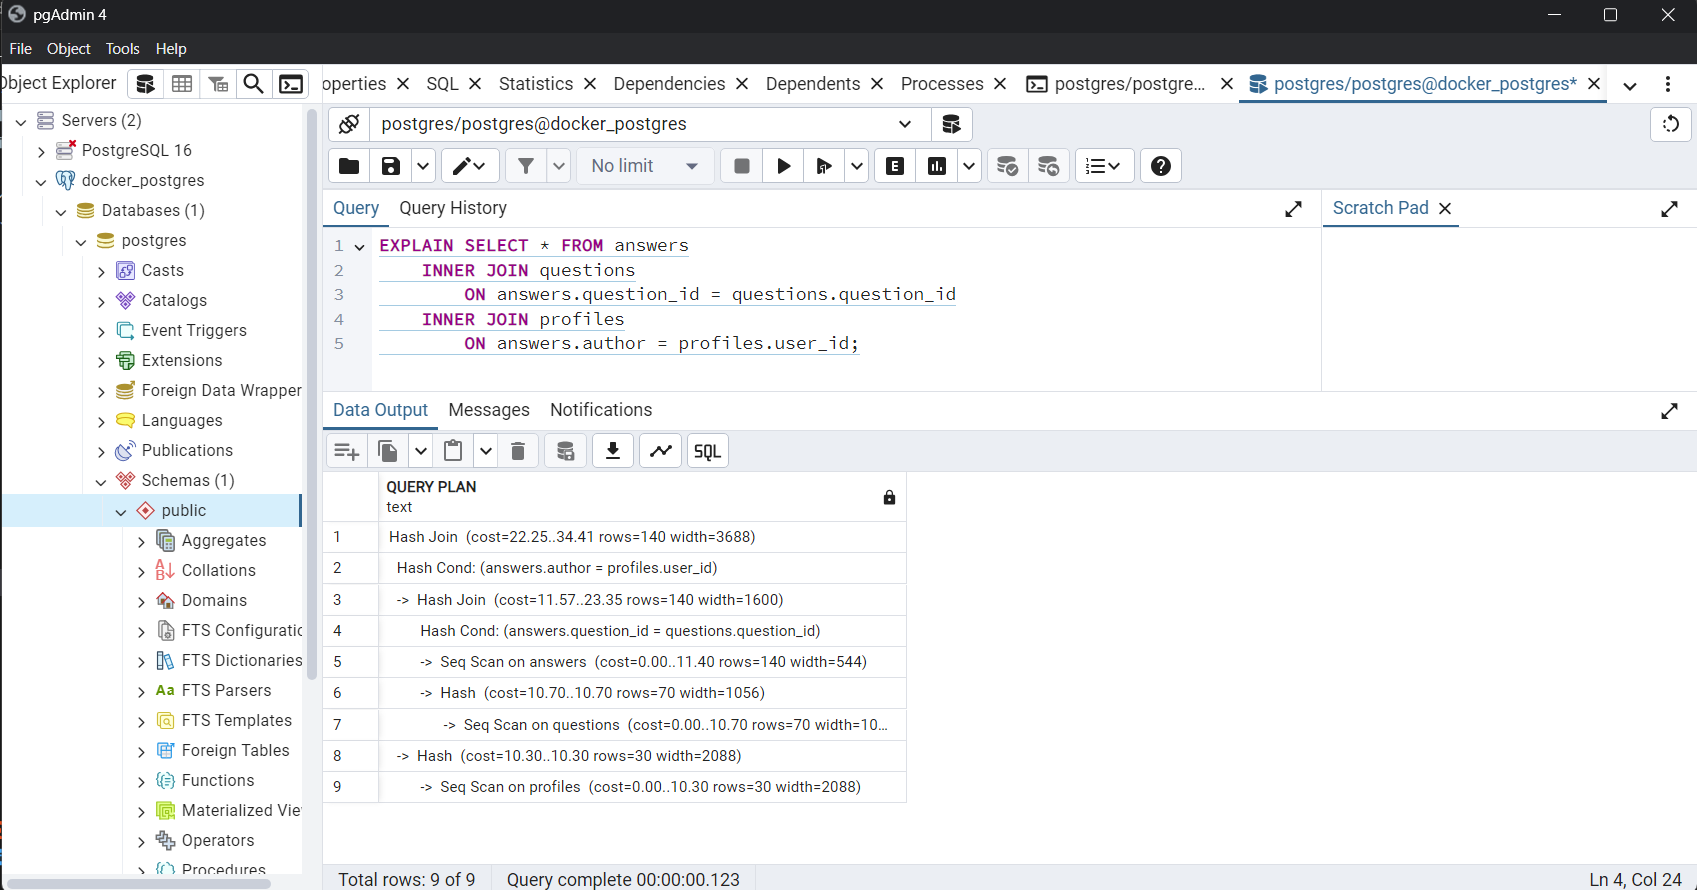 pgAdmin 4
File Object Tools Help
Object Explorer
operties SQL Statistics Dependencies Dependents Processes postgres/postgre... postgres/postgres@docker_postgres*
Servers (2)
PostgreSQL 16
docker_postgres
Databases (1)
postgres
Casts
Catalogs
Event Triggers
Extensions
Foreign Data Wrapper
Languages
Publications
Schemas (1)
public
Aggregates
Collations
Domains
FTS Configuratio
FTS Dictionaries
FTS Parsers
FTS Templates
Foreign Tables
Functions
Materialized Vie
Operators
Procedures
postgres/postgres@docker_postgres
No limit
Query Query History
Scratch Pad
1 EXPLAIN SELECT * FROM answers
2 INNER JOIN questions
3 ON answers.question_id = questions.question_id
4 INNER JOIN profiles
5 ON answers.author = profiles.user_id;
Data Output Messages Notifications
SQL
QUERY PLAN
text
1 Hash Join (cost=22.25..34.41 rows=140 width=3688)
2 Hash Cond: (answers.author = profiles.user_id)
3 -> Hash Join (cost=11.57..23.35 rows=140 width=1600)
4 Hash Cond: (answers.question_id = questions.question_id)
5 -> Seq Scan on answers (cost=0.00..11.40 rows=140 width=544)
6 -> Hash (cost=10.70..10.70 rows=70 width=1056)
7 -> Seq Scan on questions (cost=0.00..10.70 rows=70 width=10...
8 -> Hash (cost=10.30..10.30 rows=30 width=2088)
9 -> Seq Scan on profiles (cost=0.00..10.30 rows=30 width=2088)
Total rows: 9 of 9 Query complete 00:00:00.123 Ln 4, Col 24